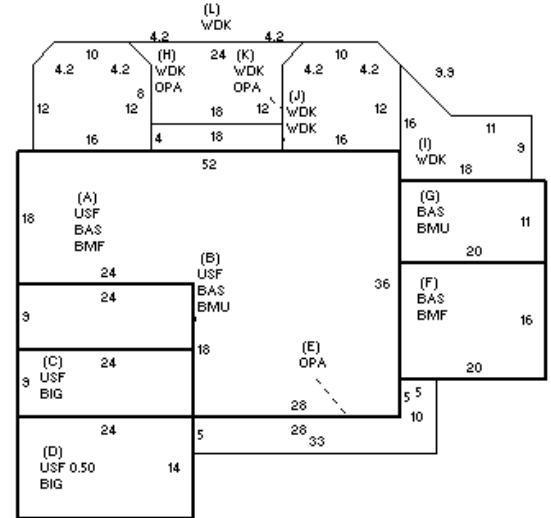 (L)
WDK
4.2 4.2
10 (H) 24 (K) 10
4.2 4.2 WDK WDK 4.2 4.2
OPA OPA
9.9
8 (J)
12 12 12 WDK 12
WDK
18
16 4 18 16
16
(I)
WDK
11
9
18
52
(A)
USF
BAS
BMF
18
24
(G)
BAS
BMU
11
20
(B)
USF
BAS
BMU
36
(F)
BAS
BMF
16
20
24
9
18
(C)
USF
BIG
24
9
(E)
OPA
28
5 5
10
24
5
28
33
(D)
USF 0.50
BIG
14